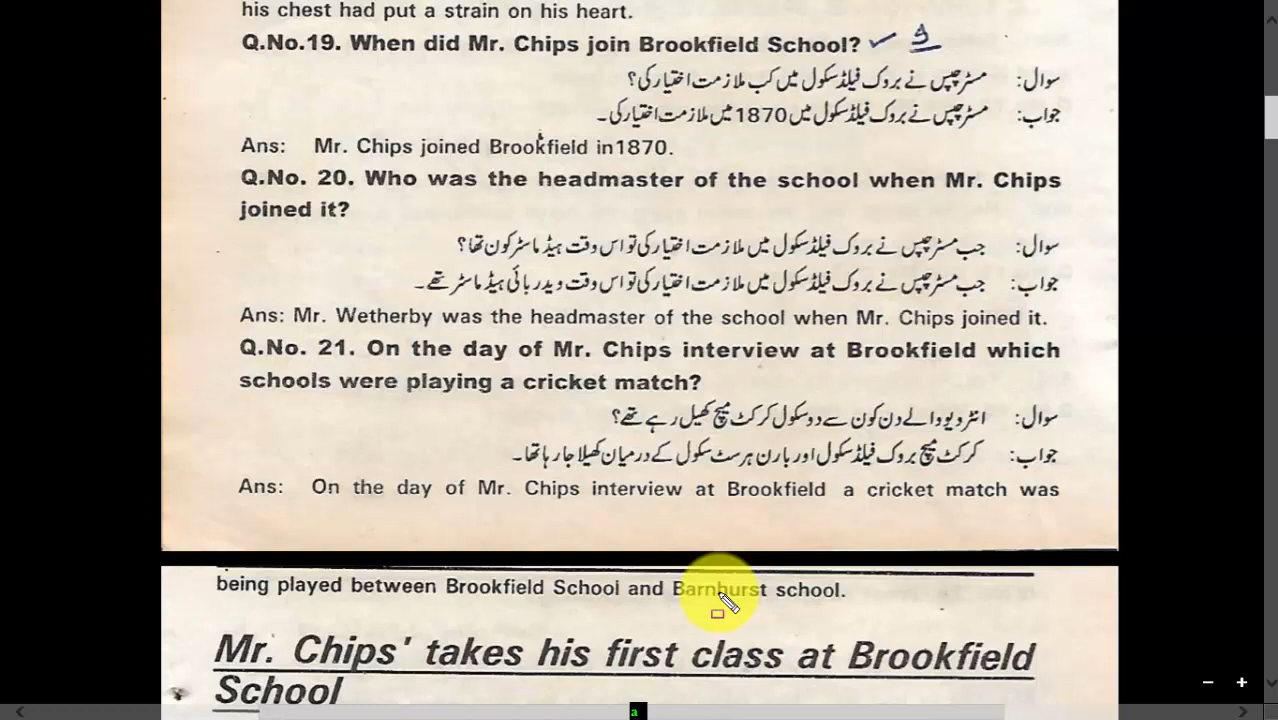 his chest had put a strain on his heart.
Q.No.19. When did Mr. Chips join Brookfield School?
سوال: مسٹر چپس نے بروک فیلڈ سکول میں کب ملازمت اختیار کی؟
جواب: مسٹر چپس نے بروک فیلڈ سکول میں 1870 میں ملازمت اختیار کی۔
Ans: Mr. Chips joined Brookfield in1870.
Q.No. 20. Who was the headmaster of the school when Mr. Chips
joined it?
سوال: جب مسٹر چپس نے بروک فیلڈ سکول میں ملازمت اختیار کی تو اس وقت ہیڈ ماسٹر کون تھا؟
جواب: جب مسٹر چپس نے بروک فیلڈ سکول میں ملازمت اختیار کی تو اس وقت ویدربائی ہیڈ ماسٹر تھے۔
Ans: Mr. Wetherby was the headmaster of the school when Mr. Chips joined it.
Q.No. 21. On the day of Mr. Chips interview at Brookfield which
schools were playing a cricket match?
سوال: انٹرویو والے دن کون سے دو سکول کرکٹ میچ کھیل رہے تھے؟
جواب: کرکٹ میچ بروک فیلڈ سکول اور بارن ہرسٹ سکول کے درمیان کھیلا جا رہا تھا۔
Ans: On the day of Mr. Chips interview at Brookfield a cricket match was
being played between Brookfield School and Barnhurst school.
Mr. Chips' takes his first class at Brookfield
School
a